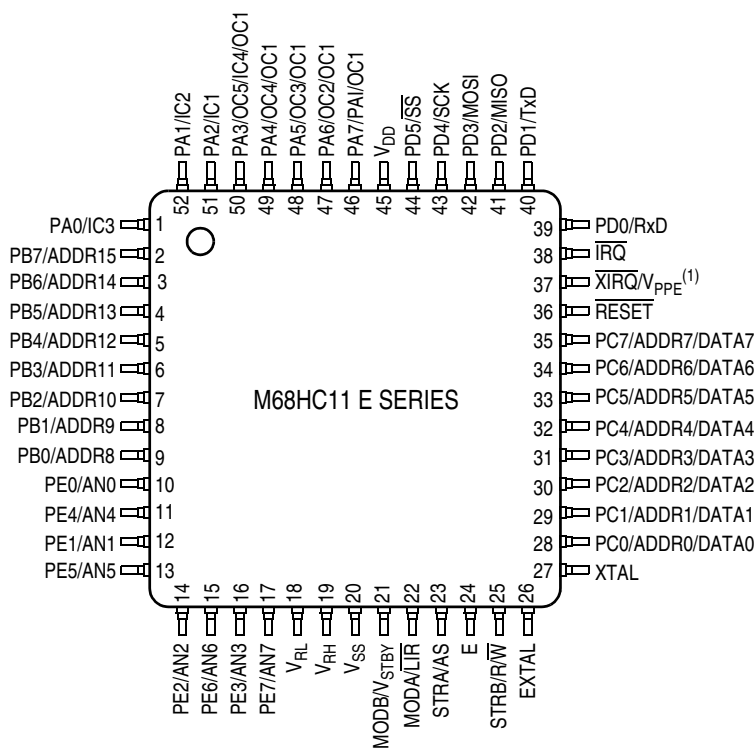 PA1/IC2
PA2/IC1
PA3/OC5/IC4/OC1
PA4/OC4/OC1
PA5/OC3/OC1
PA6/OC2/OC1
PA7/PAI/OC1
VDD
PD5/S̅S̅
PD4/SCK
PD3/MOSI
PD2/MISO
PD1/TxD
52
51
50
49
48
47
46
45
44
43
42
41
40
PA0/IC3 1
PB7/ADDR15 2
PB6/ADDR14 3
PB5/ADDR13 4
PB4/ADDR12 5
PB3/ADDR11 6
PB2/ADDR10 7
PB1/ADDR9 8
PB0/ADDR8 9
PE0/AN0 10
PE4/AN4 11
PE1/AN1 12
PE5/AN5 13
M68HC11 E SERIES
39 PD0/RxD
38 I̅R̅Q̅
37 X̅I̅R̅Q̅/VPPE(1)
36 R̅E̅S̅E̅T̅
35 PC7/ADDR7/DATA7
34 PC6/ADDR6/DATA6
33 PC5/ADDR5/DATA5
32 PC4/ADDR4/DATA4
31 PC3/ADDR3/DATA3
30 PC2/ADDR2/DATA2
29 PC1/ADDR1/DATA1
28 PC0/ADDR0/DATA0
27 XTAL
14
15
16
17
18
19
20
21
22
23
24
25
26
PE2/AN2
PE6/AN6
PE3/AN3
PE7/AN7
VRL
VRH
VSS
MODB/VSTBY
MODA/L̅I̅R̅
STRA/AS
E
STRB/R/W̅
EXTAL